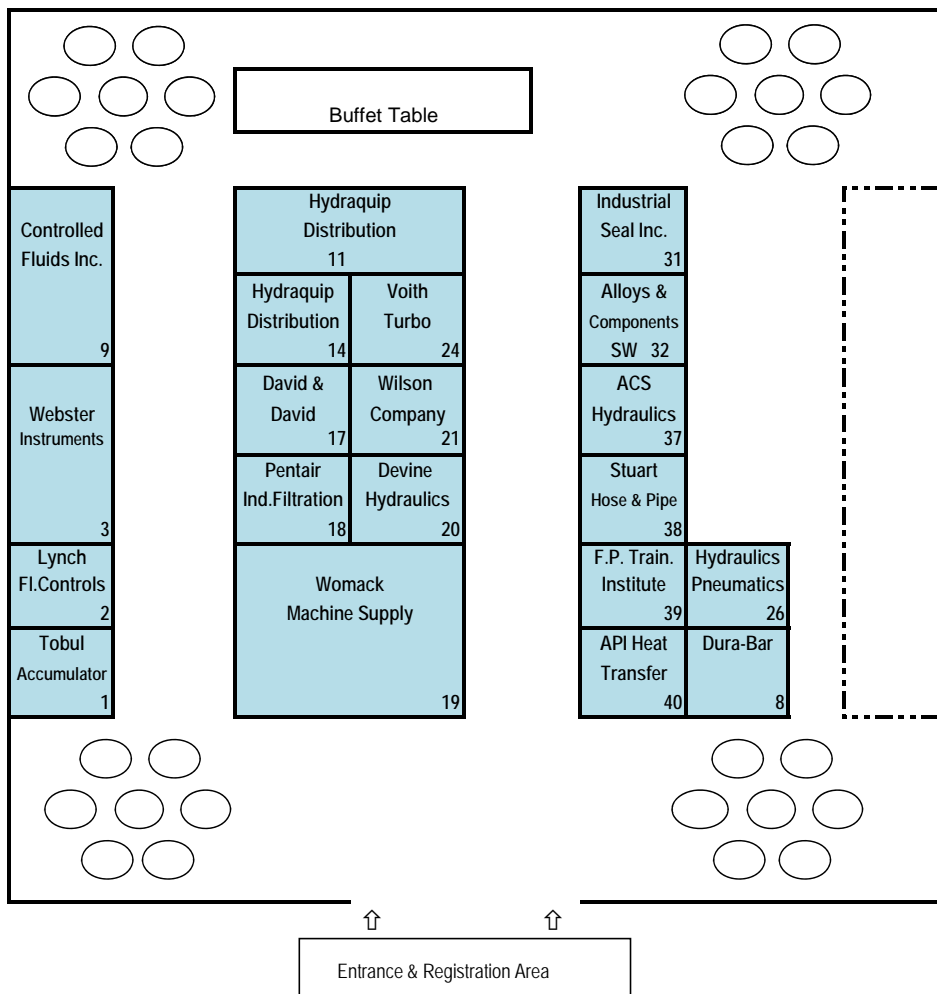 Buffet Table
Controlled
Fluids Inc.
9
Webster
Instruments
3
Lynch
Fl.Controls
2
Tobul
Accumulator
1
Hydraquip
Distribution
11
Hydraquip
Distribution
14
Voith
Turbo
24
David &
David
17
Wilson
Company
21
Pentair
Ind.Filtration
18
Devine
Hydraulics
20
Womack
Machine Supply
19
Industrial
Seal Inc.
31
Alloys &
Components
SW 32
ACS
Hydraulics
37
Stuart
Hose & Pipe
38
F.P. Train.
Institute
39
Hydraulics
Pneumatics
26
API Heat
Transfer
40
Dura-Bar
8
Entrance & Registration Area